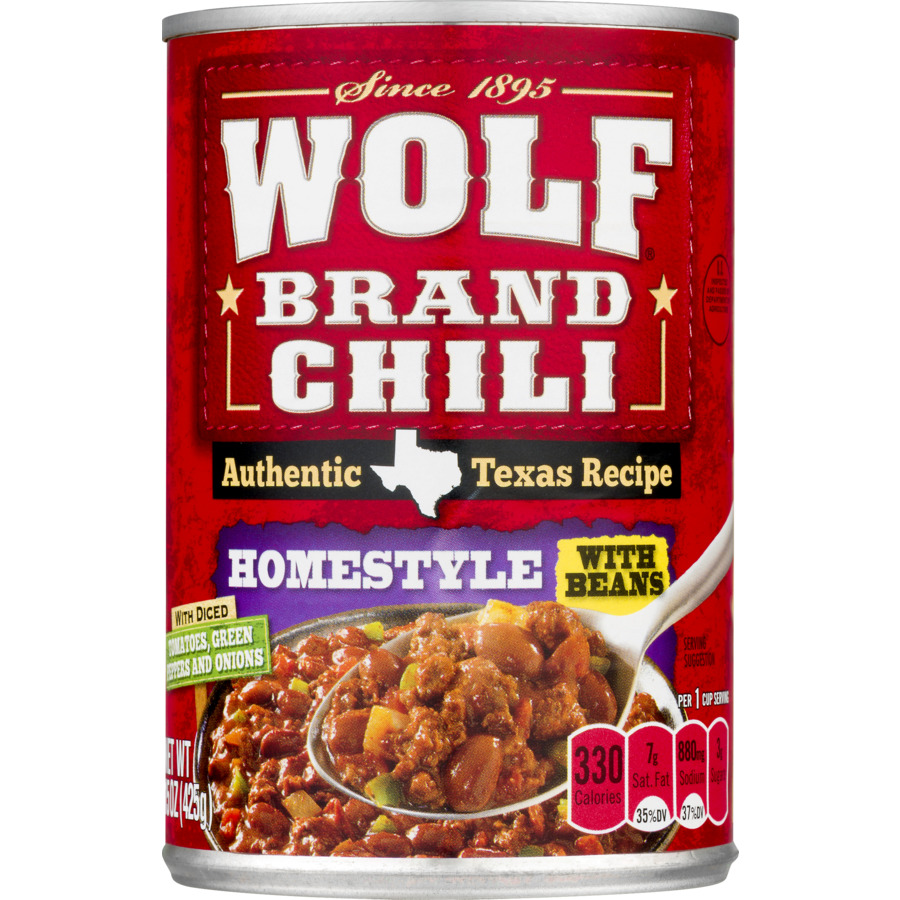 Since 1895
WOLF®
BRAND
CHILI
Authentic Texas Recipe
HOMESTYLE
WITH
BEANS
WITH DICED
TOMATOES, GREEN
PEPPERS AND ONIONS
SERVING
SUGGESTION
PER 1 CUP SERVING
330
Calories
7g
Sat. Fat
35%DV
880mg
Sodium
37%DV
3g
NET WT
15OZ (425g)